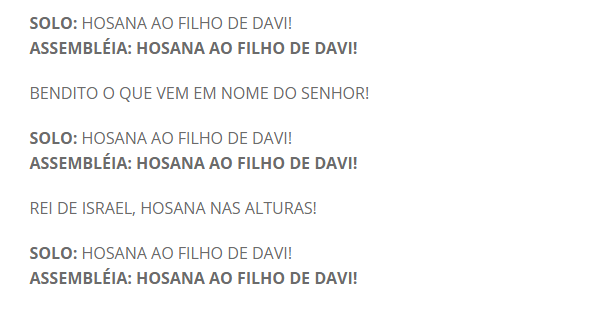 SOLO: HOSANA AO FILHO DE DAVI!
ASSEMBLÉIA: HOSANA AO FILHO DE DAVI!
BENDITO O QUE VEM EM NOME DO SENHOR!
SOLO: HOSANA AO FILHO DE DAVI!
ASSEMBLÉIA: HOSANA AO FILHO DE DAVI!
REI DE ISRAEL, HOSANA NAS ALTURAS!
SOLO: HOSANA AO FILHO DE DAVI!
ASSEMBLÉIA: HOSANA AO FILHO DE DAVI!